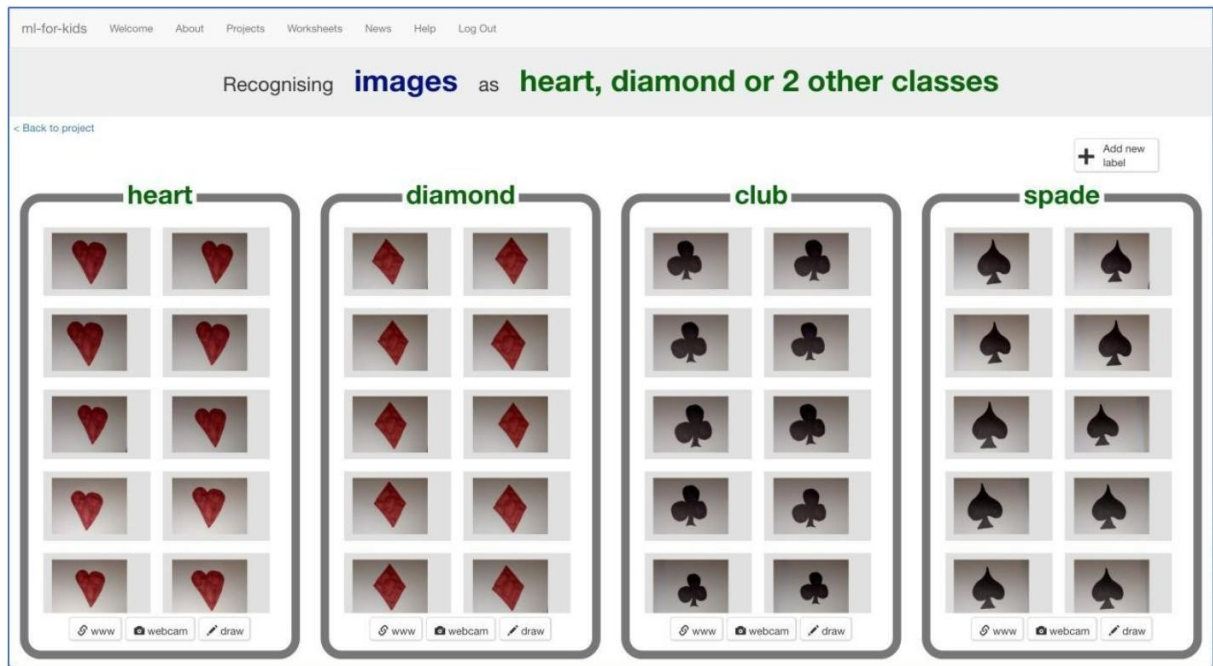 ml-for-kids Welcome About Projects Worksheets News Help Log Out
Recognising images as heart, diamond or 2 other classes
< Back to project
Add new
label
heart diamond club spade
www webcam draw www webcam draw www webcam draw www webcam draw